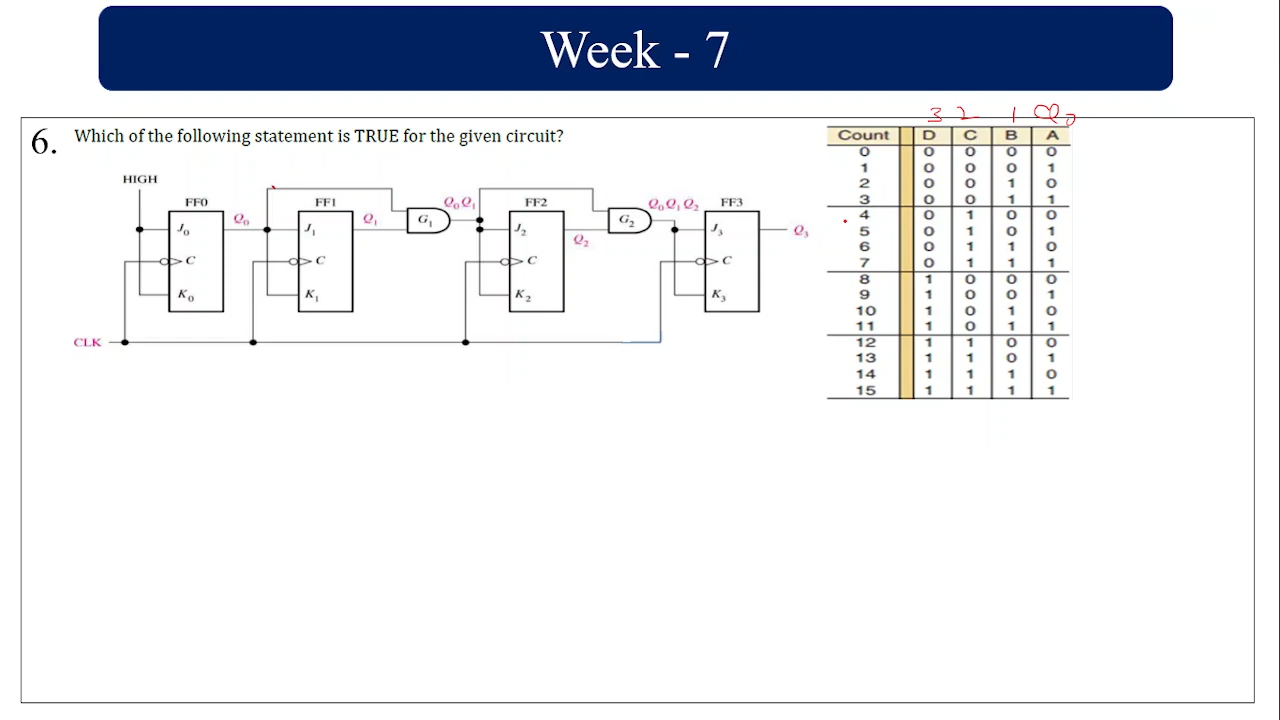 Week - 7
6. Which of the following statement is TRUE for the given circuit?
3 2 1 Q0
HIGH
FF0 FF1 FF2 FF3
Q0 Q1 Q0 Q1 Q2 Q0 Q1 Q2 Q3
J0 J1 G1 J2 G2 J3
C C C C
K0 K1 K2 K3
CLK
Count D C B A
0 0 0 0 0
1 0 0 0 1
2 0 0 1 0
3 0 0 1 1
4 0 1 0 0
5 0 1 0 1
6 0 1 1 0
7 0 1 1 1
8 1 0 0 0
9 1 0 0 1
10 1 0 1 0
11 1 0 1 1
12 1 1 0 0
13 1 1 0 1
14 1 1 1 0
15 1 1 1 1